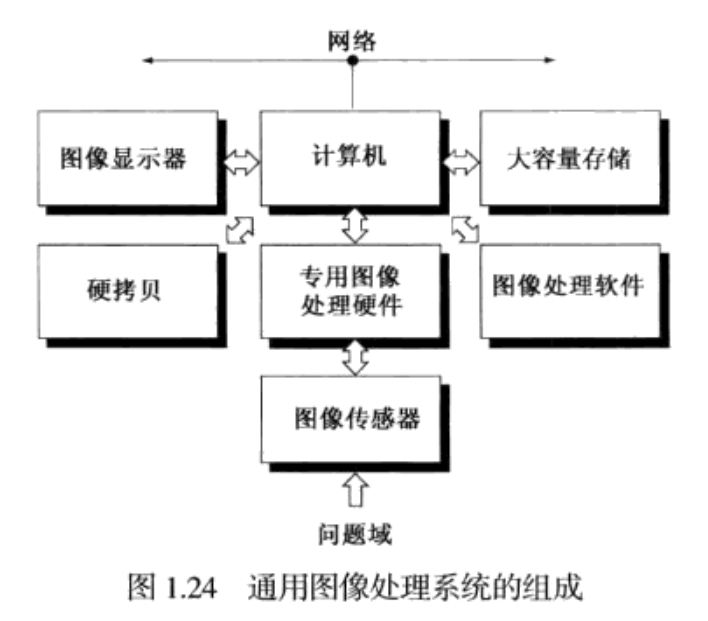 网络
图像显示器
计算机
大容量存储
硬拷贝
专用图像
处理硬件
图像处理软件
图像传感器
问题域
图 1.24 通用图像处理系统的组成